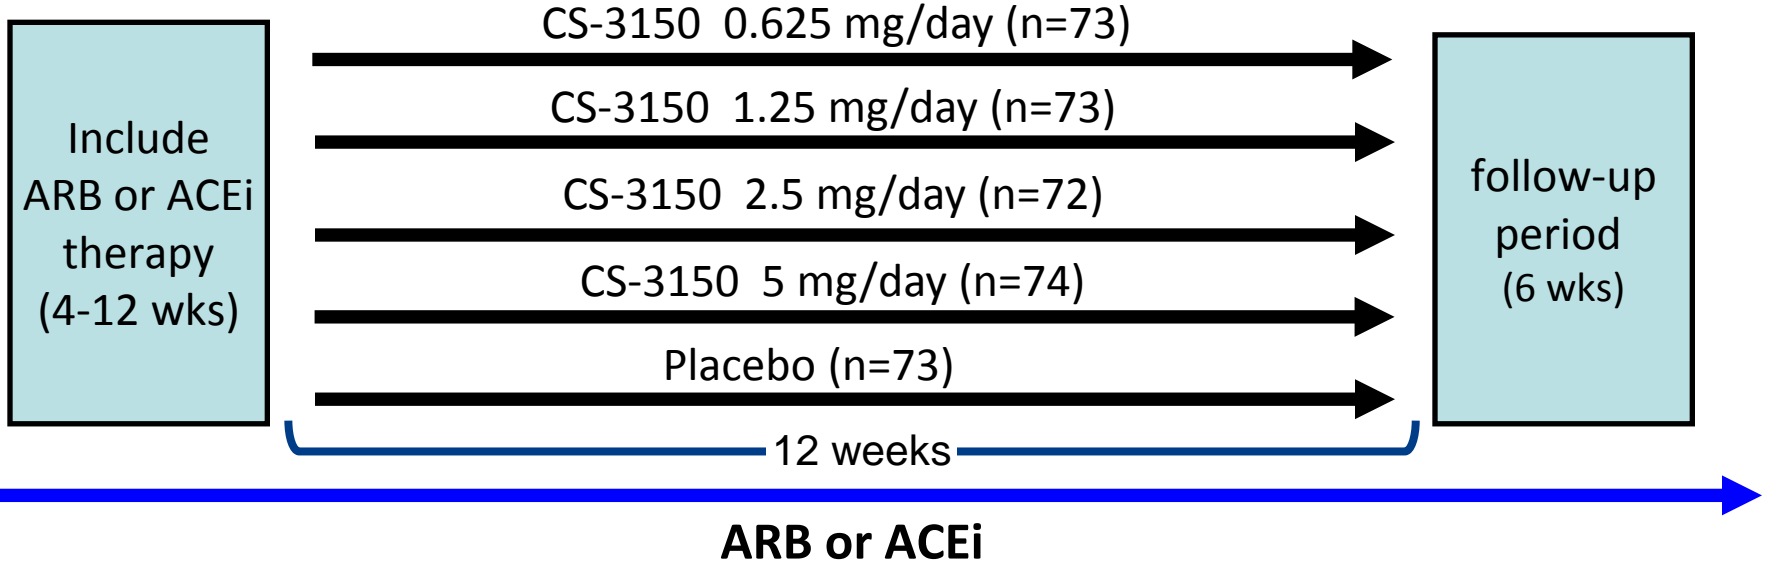 Include
ARB or ACEi
therapy
(4-12 wks)
CS-3150  0.625 mg/day (n=73)
CS-3150  1.25 mg/day (n=73)
CS-3150  2.5 mg/day (n=72)
CS-3150  5 mg/day (n=74)
Placebo (n=73)
12 weeks
follow-up
period
(6 wks)
ARB or ACEi